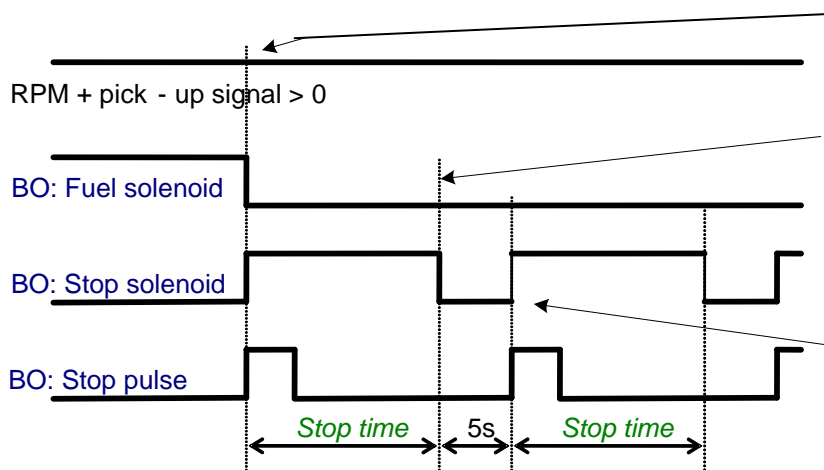 RPM + pick - up signal > 0
BO: Fuel solenoid
BO: Stop solenoid
BO: Stop pulse
Stop time 5s Stop time